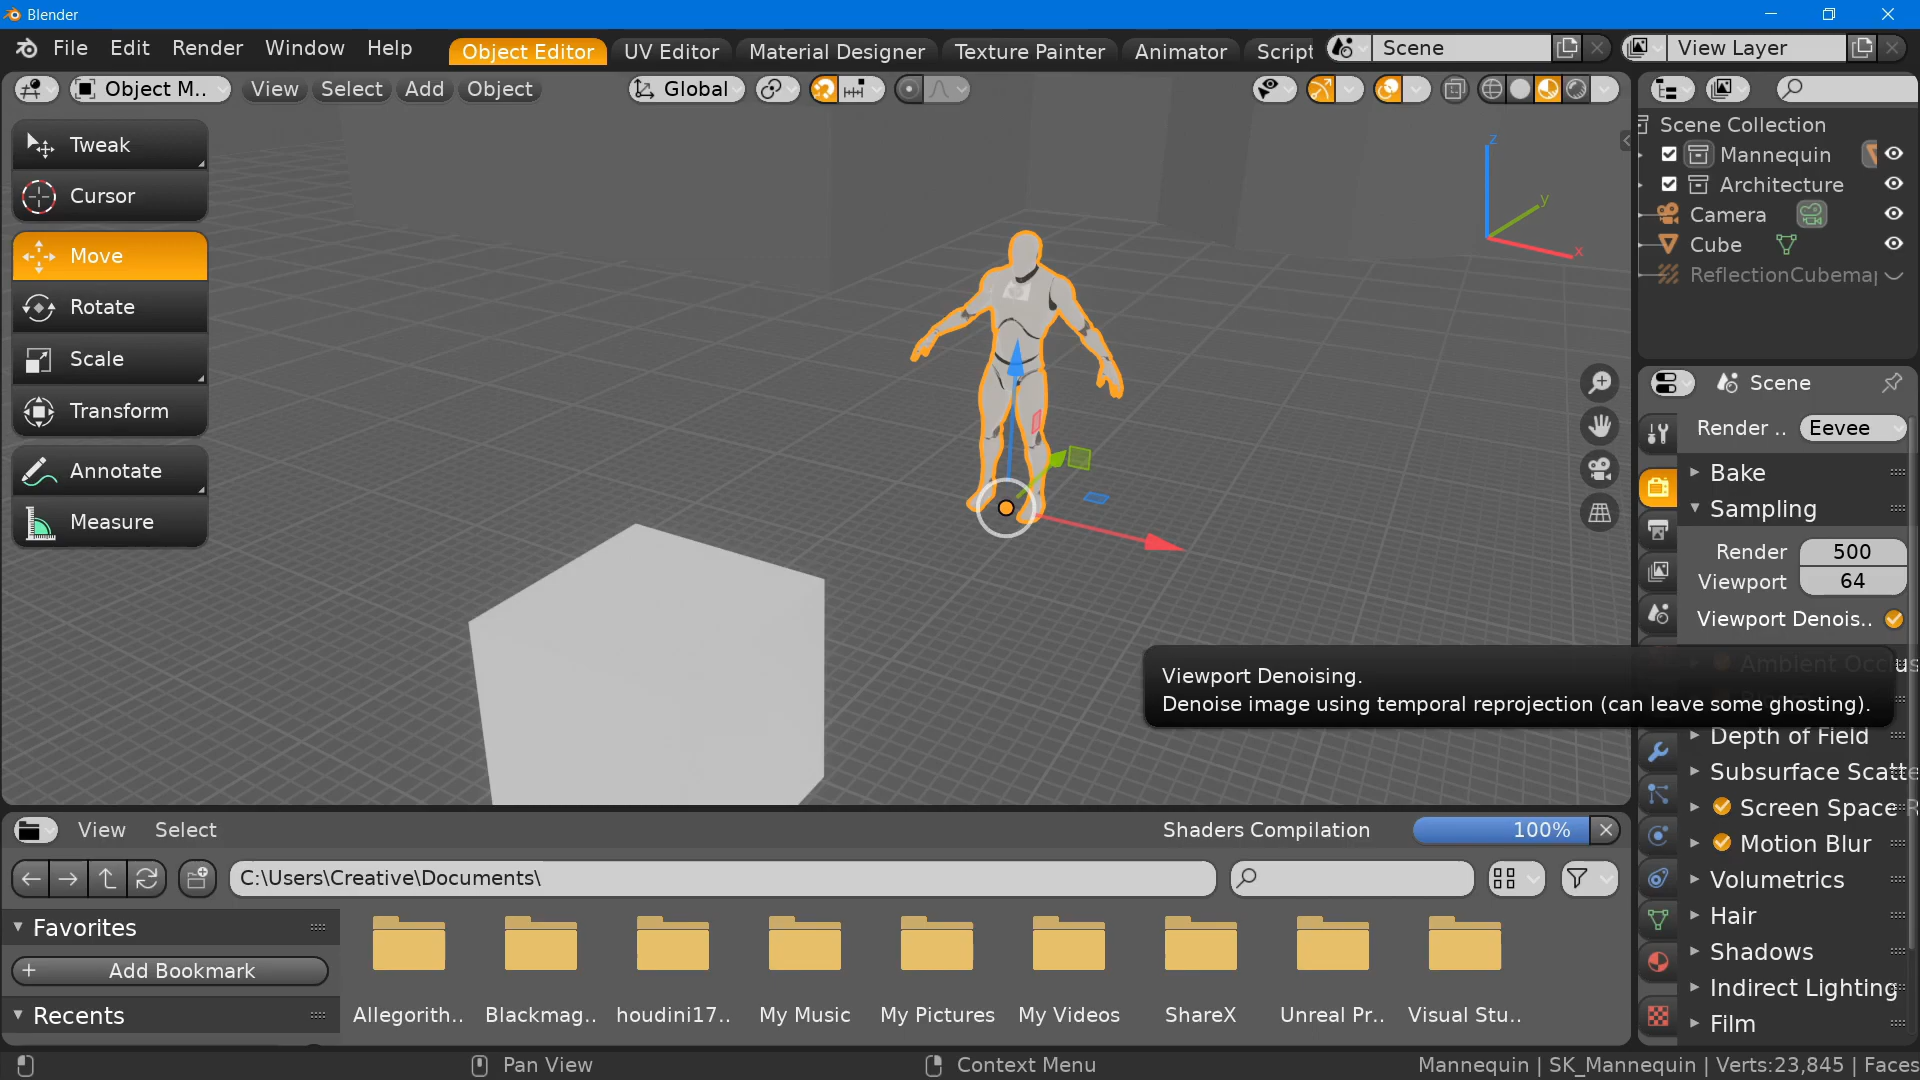 Blender
File Edit Render Window Help
Object Editor UV Editor Material Designer Texture Painter Animator Script
Scene View Layer
Object M.. View Select Add Object Global
Tweak
Cursor
Move
Rotate
Scale
Transform
Annotate
Measure
z
y
x
Scene Collection
Mannequin
Architecture
Camera
Cube
ReflectionCubema
Scene
Render .. Eevee
Bake
Sampling
Render 500
Viewport 64
Viewport Denois..
Ambient Occlus
Viewport Denoising.
Denoise image using temporal reprojection (can leave some ghosting).
Depth of Field
Subsurface Scatte
Screen Space R
Motion Blur
Volumetrics
Hair
Shadows
Indirect Lighting
Film
View Select Shaders Compilation 100%
C:\Users\Creative\Documents\
Favorites
Add Bookmark
Recents
Allegorith.. Blackmag.. houdini17.. My Music My Pictures My Videos ShareX Unreal Pr.. Visual Stu..
Pan View Context Menu Mannequin | SK_Mannequin | Verts:23,845 | Faces